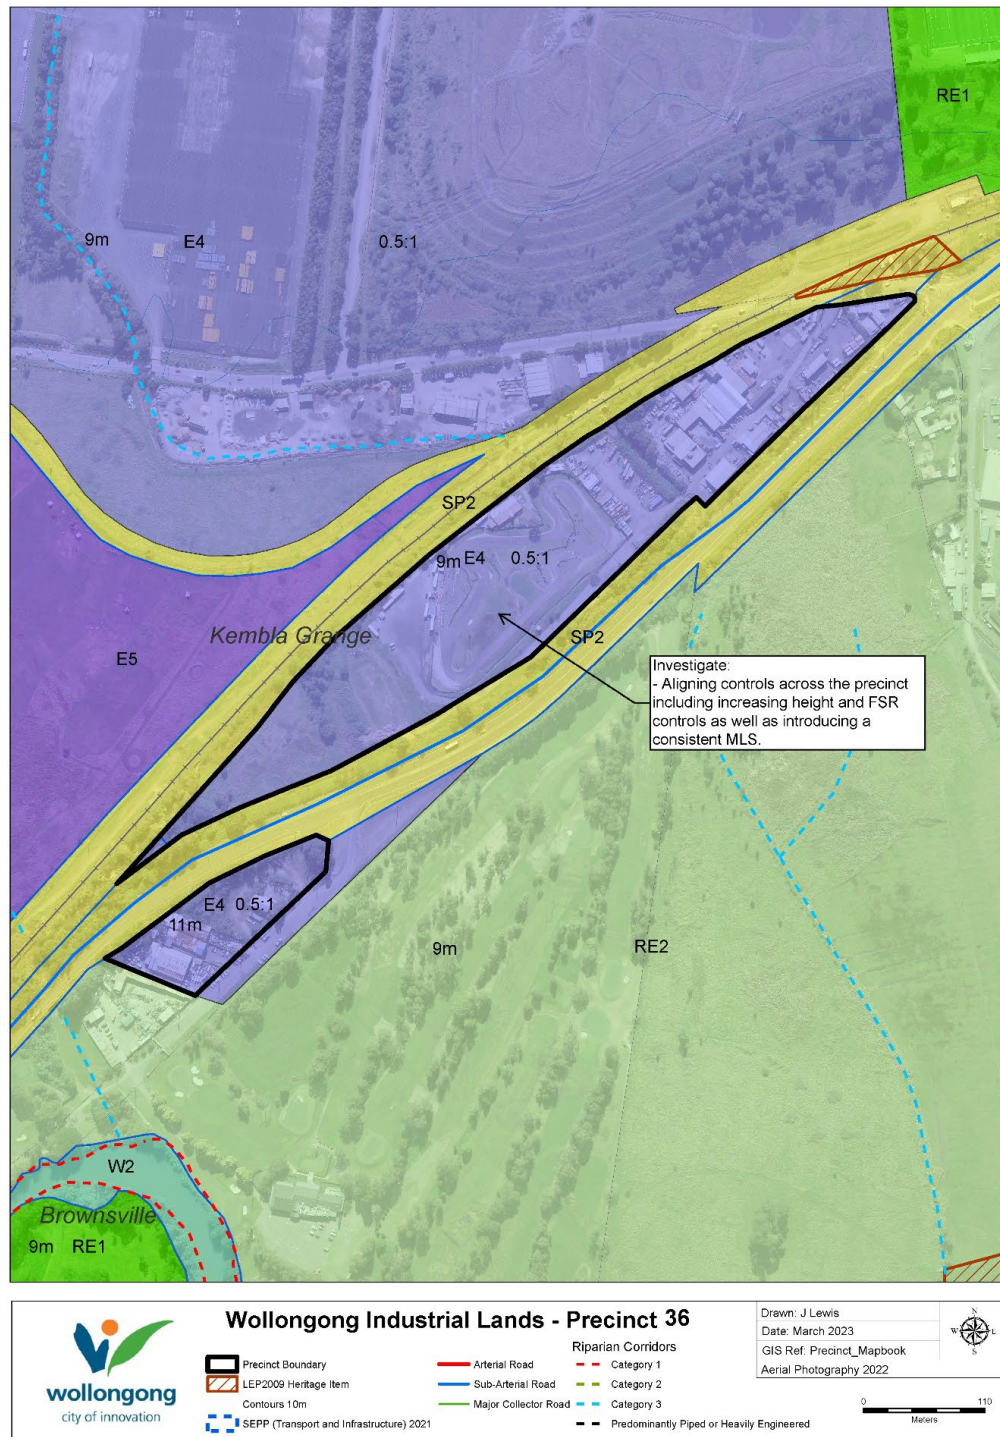 RE1
9m
E4
0.5:1
SP2
9m E4 0.5:1
Kembla Grange
SP2
E5
Investigate:
- Aligning controls across the precinct
including increasing height and FSR
controls as well as introducing a
consistent MLS.
E4 0.5:1
11m
9m
RE2
W2
Brownsville
9m RE1
Wollongong Industrial Lands - Precinct 36
wollongong
city of innovation
Precinct Boundary
LEP2009 Heritage Item
Contours 10m
SEPP (Transport and Infrastructure) 2021
Arterial Road
Sub-Arterial Road
Major Collector Road
Riparian Corridors
Category 1
Category 2
Category 3
Predominantly Piped or Heavily Engineered
Drawn: J Lewis
Date: March 2023
GIS Ref: Precinct_Mapbook
Aerial Photography 2022
N
W E
S
0 110
Meters